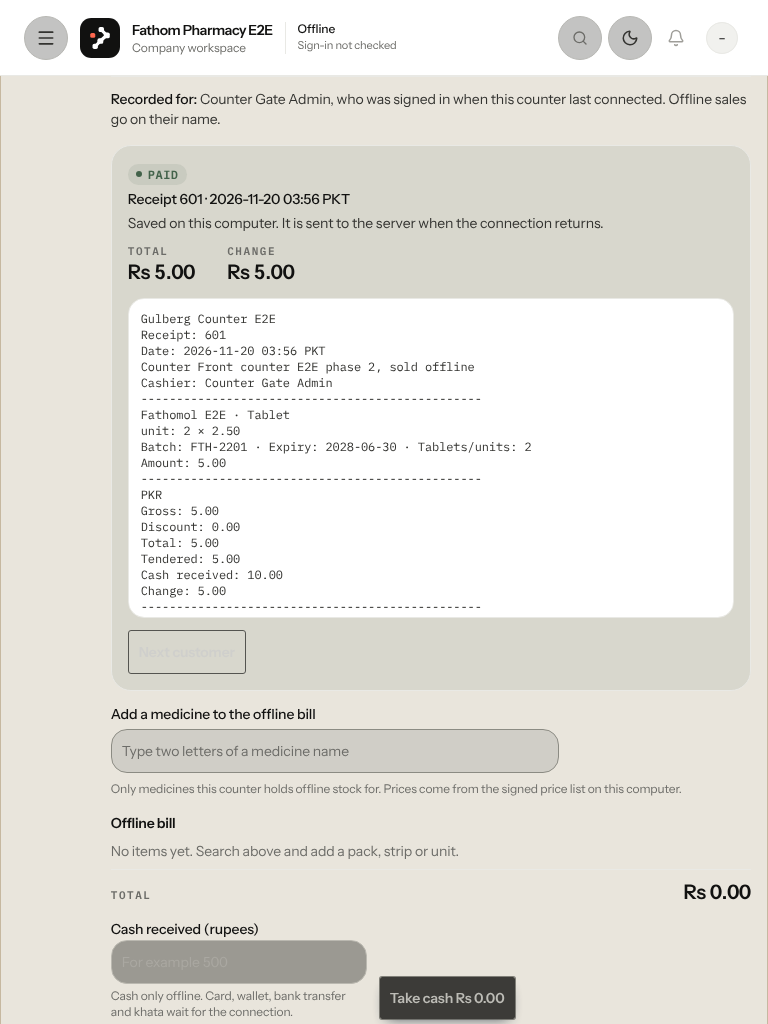 Fathom Pharmacy E2E
Company workspace
Offline
Sign-in not checked
-
Recorded for: Counter Gate Admin, who was signed in when this counter last connected. Offline sales
go on their name.
PAID
Receipt 601 · 2026-11-20 03:56 PKT
Saved on this computer. It is sent to the server when the connection returns.
TOTAL CHANGE
Rs 5.00 Rs 5.00
Gulberg Counter E2E
Receipt: 601
Date: 2026-11-20 03:56 PKT
Counter Front counter E2E phase 2, sold offline
Cashier: Counter Gate Admin
------------------------------------------------
Fathomol E2E · Tablet
unit: 2 × 2.50
Batch: FTH-2201 · Expiry: 2028-06-30 · Tablets/units: 2
Amount: 5.00
------------------------------------------------
PKR
Gross: 5.00
Discount: 0.00
Total: 5.00
Tendered: 5.00
Cash received: 10.00
Change: 5.00
------------------------------------------------
Next customer
Add a medicine to the offline bill
Type two letters of a medicine name
Only medicines this counter holds offline stock for. Prices come from the signed price list on this computer.
Offline bill
No items yet. Search above and add a pack, strip or unit.
TOTAL Rs 0.00
Cash received (rupees)
For example 500
Take cash Rs 0.00
Cash only offline. Card, wallet, bank transfer
and khata wait for the connection.